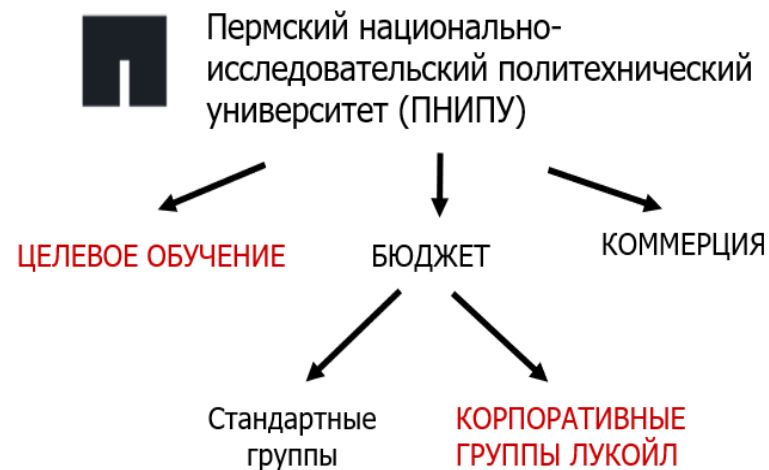 Пермский национально-
исследовательский политехнический
университет (ПНИПУ)
ЦЕЛЕВОЕ ОБУЧЕНИЕ
БЮДЖЕТ
КОММЕРЦИЯ
Стандартные
группы
КОРПОРАТИВНЫЕ
ГРУППЫ ЛУКОЙЛ